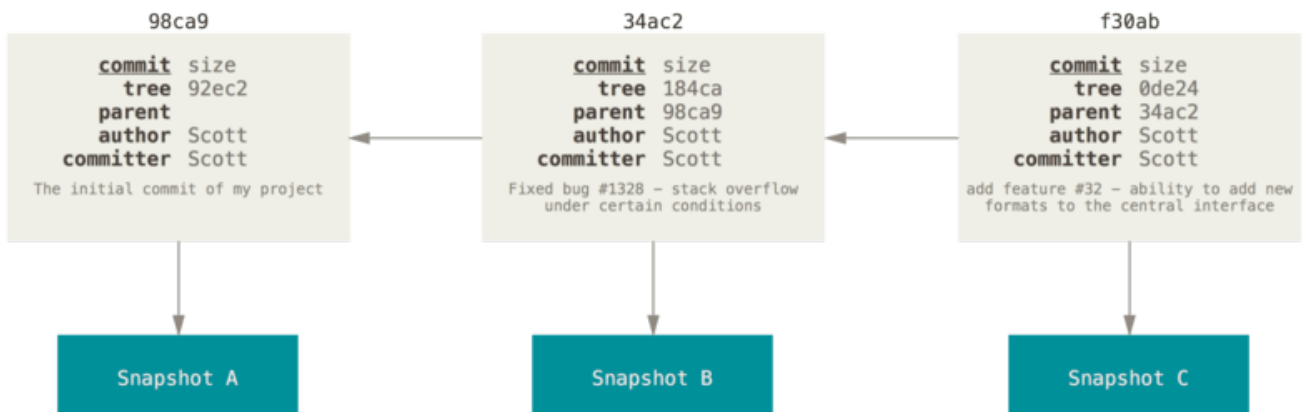 98ca9
commit size
tree 92ec2
parent
author Scott
committer Scott
The initial commit of my project
Snapshot A
34ac2
commit size
tree 184ca
parent 98ca9
author Scott
committer Scott
Fixed bug #1328 – stack overflow
under certain conditions
Snapshot B
f30ab
commit size
tree 0de24
parent 34ac2
author Scott
committer Scott
add feature #32 – ability to add new
formats to the central interface
Snapshot C